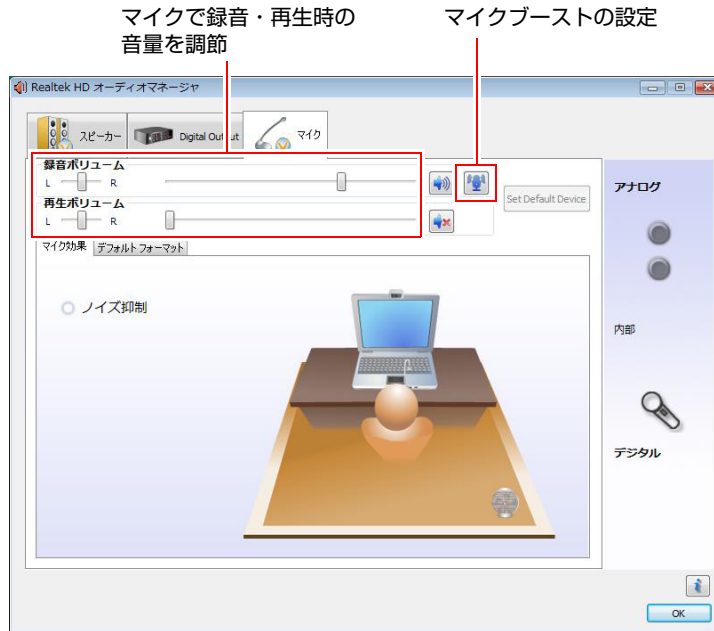 マイクで録音・再生時の
音量を調節
マイクブーストの設定
Realtek HD オーディオマネージャ
スピーカー
Digital Output
マイク
録音ボリューム
L R
再生ボリューム
L R
Set Default Device
マイク効果 デフォルトフォーマット
ノイズ抑制
アナログ
内部
デジタル
OK